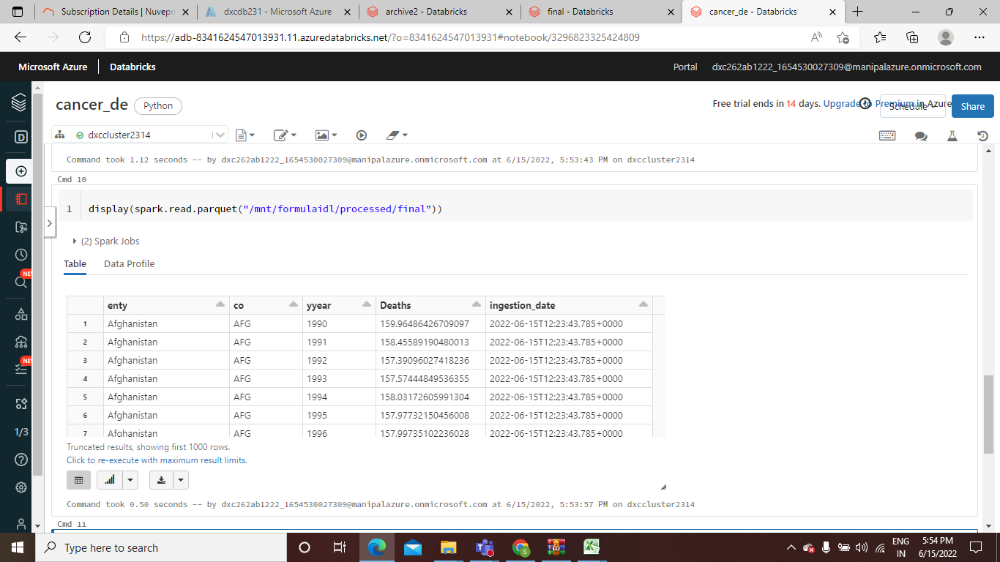 Subscription Details | Nuvepr
dxcdb231 - Microsoft Azure
archive2 - Databricks
final - Databricks
cancer_de - Databricks
https://adb-8341624547013931.11.azuredatabricks.net/?o=8341624547013931#notebook/3296823325424809
Microsoft Azure
Databricks
Portal
dxc262ab1222_1654530027309@manipalazure.onmicrosoft.com
cancer_de
Python
Free trial ends in 14 days. Upgrade to Premium in Azure
Schedule
Share
D
dxccluster2314
Command took 1.12 seconds -- by dxc262ab1222_1654530027309@manipalazure.onmicrosoft.com at 6/15/2022, 5:53:43 PM on dxccluster2314
Cmd 10
1 display(spark.read.parquet("/mnt/formulaidl/processed/final"))
(2) Spark Jobs
Table Data Profile
enty co yyear Deaths ingestion_date
1 Afghanistan AFG 1990 159.96486426709097 2022-06-15T12:23:43.785+0000
2 Afghanistan AFG 1991 158.45589190480013 2022-06-15T12:23:43.785+0000
3 Afghanistan AFG 1992 157.39096027418236 2022-06-15T12:23:43.785+0000
4 Afghanistan AFG 1993 157.57444849536355 2022-06-15T12:23:43.785+0000
5 Afghanistan AFG 1994 158.03172605991304 2022-06-15T12:23:43.785+0000
6 Afghanistan AFG 1995 157.97732150456008 2022-06-15T12:23:43.785+0000
7 Afghanistan AFG 1996 157.99735102236028 2022-06-15T12:23:43.785+0000
Truncated results, showing first 1000 rows.
Click to re-execute with maximum result limits.
Command took 0.50 seconds -- by dxc262ab1222_1654530027309@manipalazure.onmicrosoft.com at 6/15/2022, 5:53:57 PM on dxccluster2314
Cmd 11
NE
NE
1/3
Type here to search
ENG
IN
5:54 PM
6/15/2022